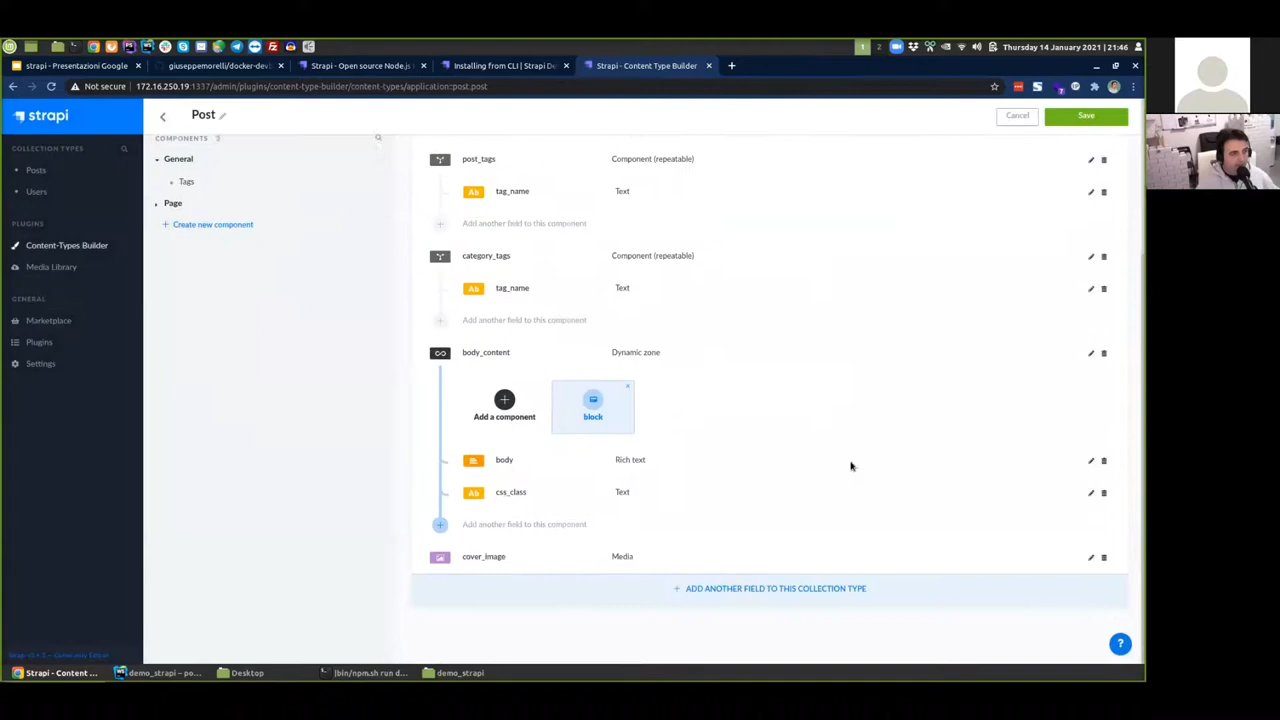 Thursday 14 January 2021 | 21:46
strapi - Presentazioni Google
giuseppemorelli/docker-devi
Strapi - Open source Node.js
Installing from CLI | Strapi De
Strapi - Content Type Builder
Not secure | 172.16.250.19:1337/admin/plugins/content-type-builder/content-types/application::post.post
strapi
Post
Cancel
Save
COLLECTION TYPES
Posts
Users
PLUGINS
Content-Types Builder
Media Library
GENERAL
Marketplace
Plugins
Settings
COMPONENTS 3
General
Tags
Page
+ Create new component
post_tags Component (repeatable)
Ab tag_name Text
Add another field to this component
category_tags Component (repeatable)
Ab tag_name Text
Add another field to this component
body_content Dynamic zone
Add a component
block
body Rich text
Ab css_class Text
Add another field to this component
cover_image Media
+ ADD ANOTHER FIELD TO THIS COLLECTION TYPE
?
Strapi - Content ...
demo_strapi – po...
Desktop
demo_strapi